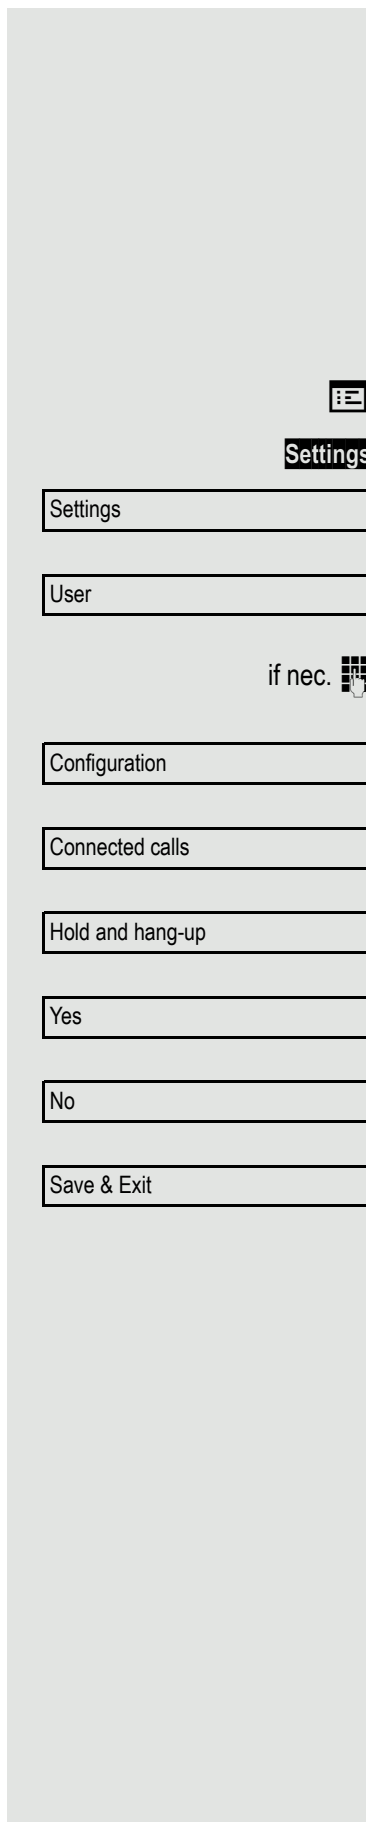 Settings
Settings
User
if nec.
Configuration
Connected calls
Hold and hang-up
Yes
No
Save & Exit